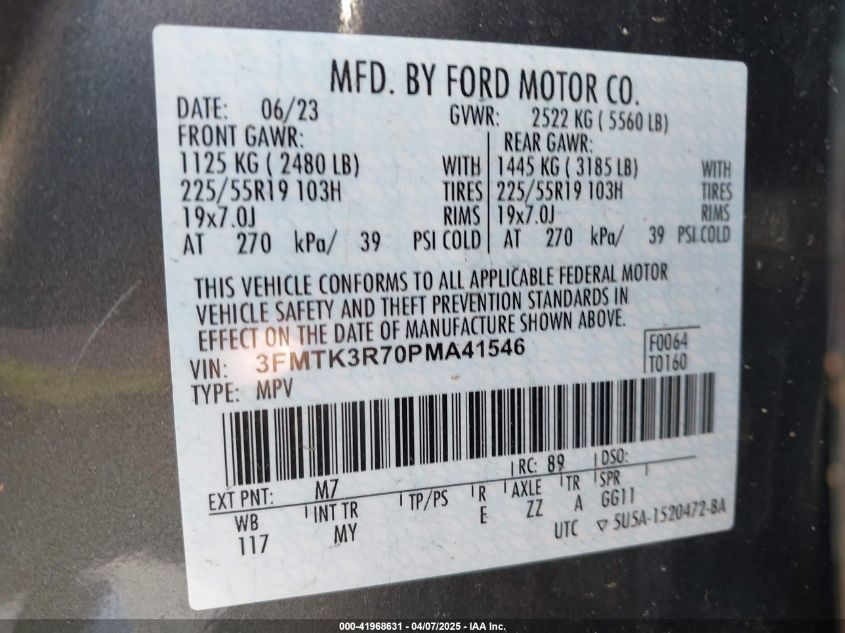 MFD. BY FORD MOTOR CO.
DATE: 06/23 GVWR: 2522 KG ( 5560 LB)
FRONT GAWR: REAR GAWR:
1125 KG ( 2480 LB) WITH 1445 KG ( 3185 LB) WITH
225/55R19 103H TIRES 225/55R19 103H TIRES
19x7.0J RIMS 19x7.0J RIMS
AT 270 kPa/ 39 PSI COLD AT 270 kPa/ 39 PSI COLD
THIS VEHICLE CONFORMS TO ALL APPLICABLE FEDERAL MOTOR
VEHICLE SAFETY AND THEFT PREVENTION STANDARDS IN
EFFECT ON THE DATE OF MANUFACTURE SHOWN ABOVE.
VIN: 3FMTK3R70PMA41546 F0064
TYPE: MPV T0160
EXT PNT: M7 RC: 89 DSO:
WB INT TR TP/PS R AXLE TR SPR
117 MY E ZZ A GG11
UTC ▽ 5U5A-1520472-BA
000-41968631 / 04/07/2025 - IAA Inc.